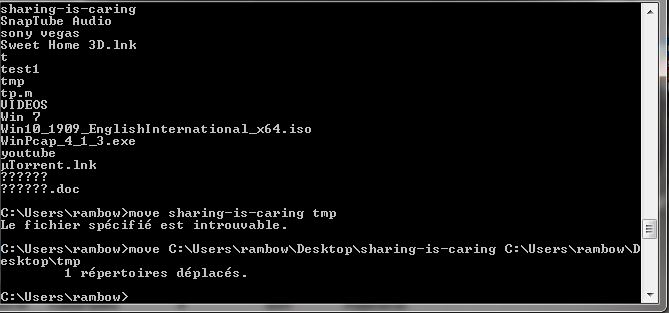 sharing-is-caring
SnapTube Audio
sony vegas
Sweet Home 3D.lnk
t
test1
tmp
tp.m
VIDEOS
Win 7
Win10_1909_EnglishInternational_x64.iso
WinPcap_4_1_3.exe
youtube
µTorrent.lnk
??????
??????.doc
C:\Users\rambow>move sharing-is-caring tmp
Le fichier spécifié est introuvable.
C:\Users\rambow>move C:\Users\rambow\Desktop\sharing-is-caring C:\Users\rambow\D
esktop\tmp
1 répertoires déplacés.
C:\Users\rambow>